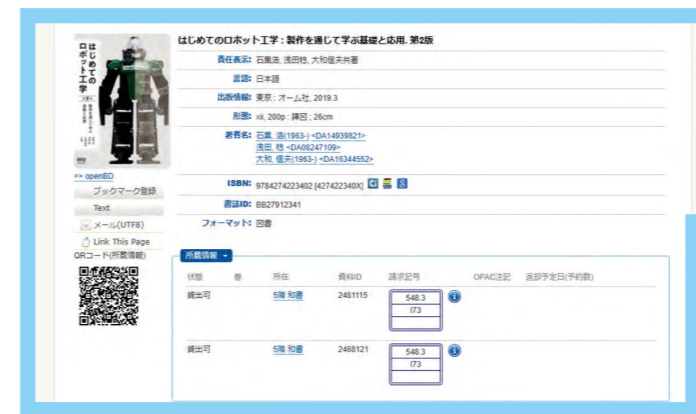 はじめてのロボット工学 : 製作を通じて学ぶ基礎と応用. 第2版
はじめての
ロボット工学
責任表示: 石黒浩, 浅田稔, 大和信夫共著
言語: 日本語
出版情報: 東京 : オーム社, 2019.3
形態: xii, 200p : 挿図 ; 26cm
著者名: 石黒, 浩(1963-) <DA14939821>
浅田, 稔 <DA08247109>
大和, 信夫(1963-) <DA16344552>
>> openBD
ブックマーク登録
Text
メール(UTF8)
Link This Page
QRコード(所蔵情報)
ISBN: 9784274223402 [427422340X]
書誌ID: BB27912341
フォーマット: 図書
所蔵情報
状態 巻 所在 資料ID 請求記号 OPAC注記 返却予定日(予約数)
貸出可 5階 和書 2481115 548.3
I73
貸出可 5階 和書 2468121 548.3
I73